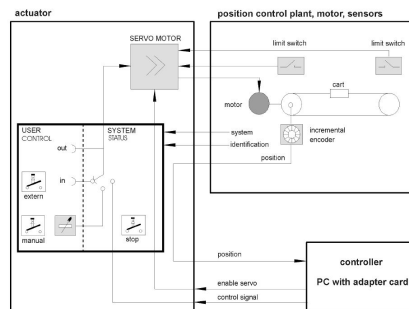 actuator
position control plant, motor, sensors
SERVO MOTOR
limit switch
limit switch
cart
motor
incremental
encoder
USER
CONTROL
SYSTEM
STATUS
out
in
extern
manual
stop
system
identification
position
position
enable servo
control signal
controller
PC with adapter card